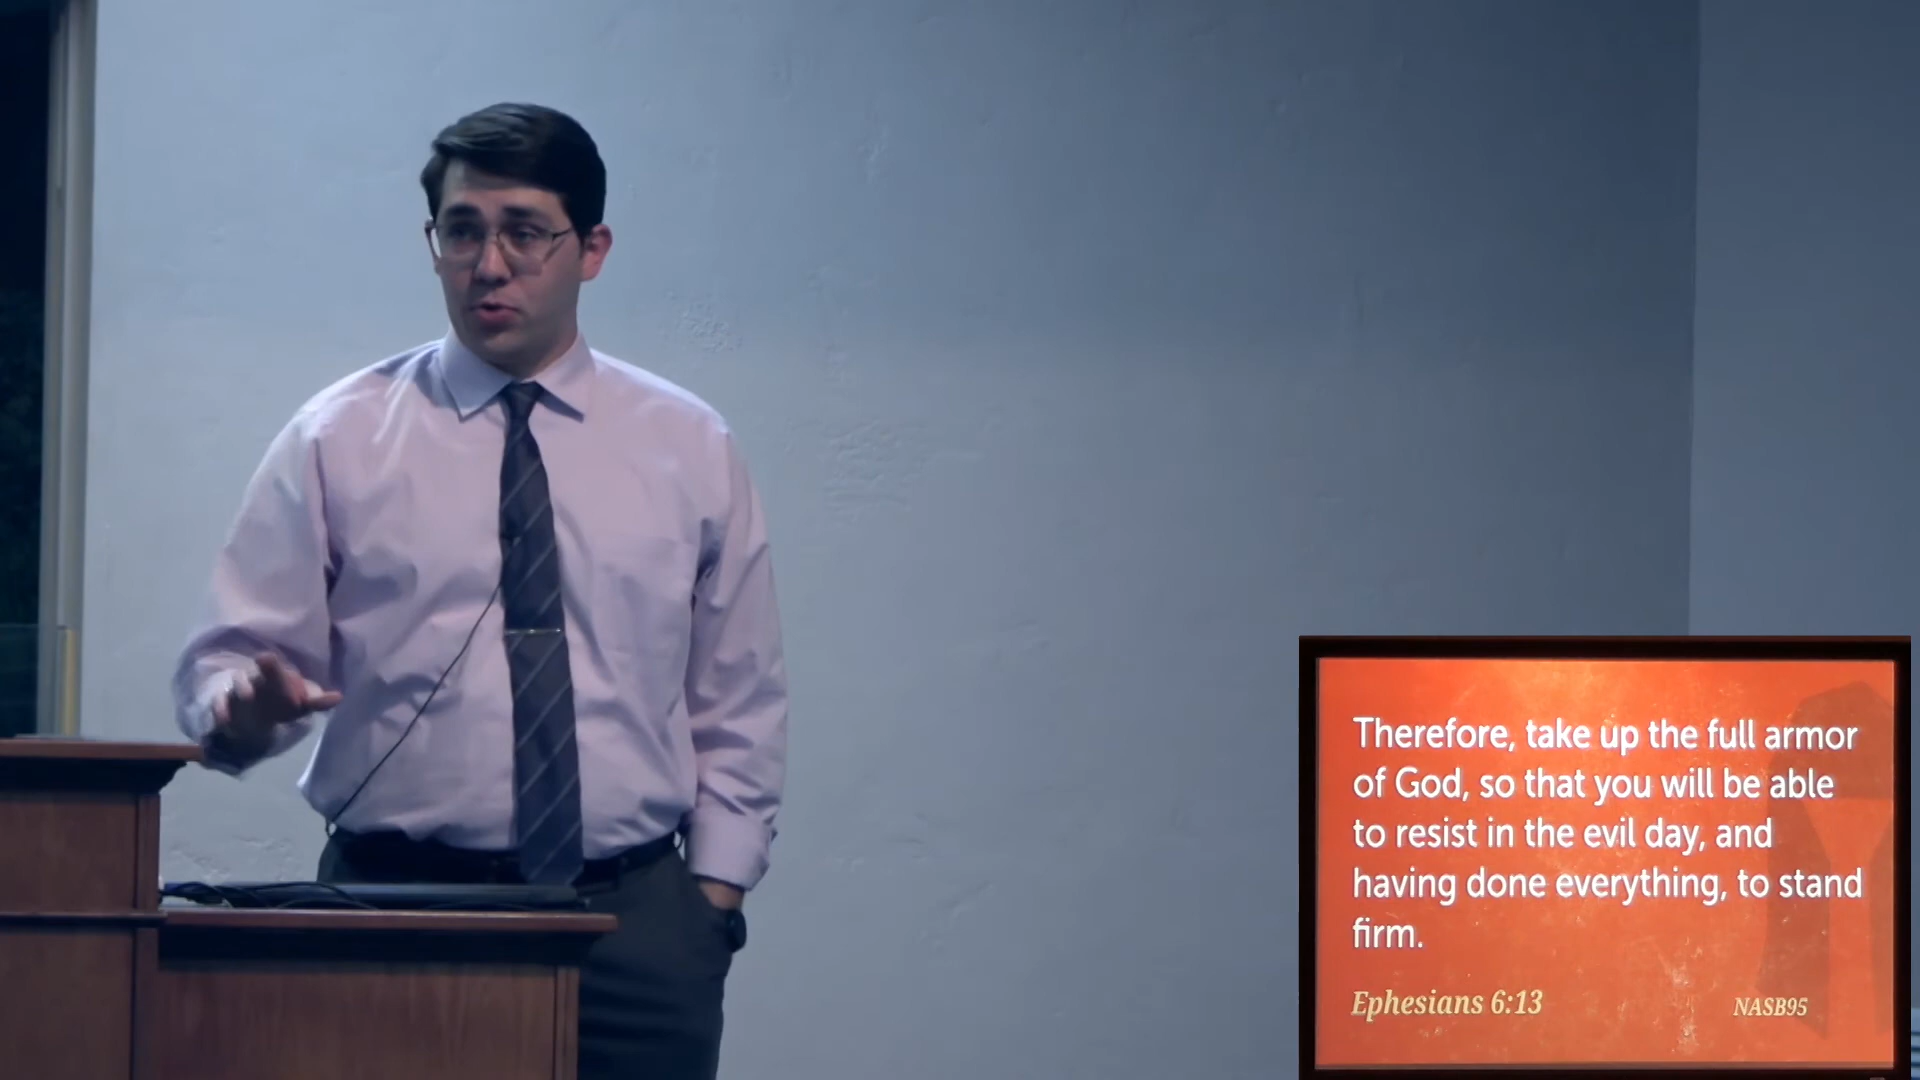 Therefore, take up the full armor
of God, so that you will be able
to resist in the evil day, and
having done everything, to stand
firm.
Ephesians 6:13
NASB95